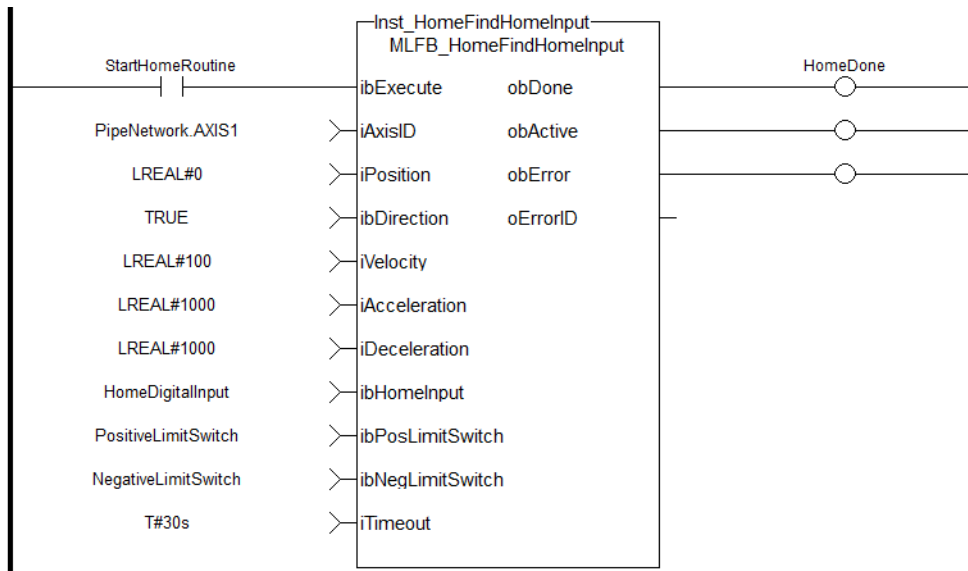 Inst_HomeFindHomeInput
MLFB_HomeFindHomeInput
StartHomeRoutine
HomeDone
ibExecute obDone
PipeNetwork.AXIS1 iAxisID obActive
LREAL#0 iPosition obError
TRUE ibDirection oErrorID
LREAL#100 iVelocity
LREAL#1000 iAcceleration
LREAL#1000 iDeceleration
HomeDigitalInput ibHomeInput
PositiveLimitSwitch ibPosLimitSwitch
NegativeLimitSwitch ibNegLimitSwitch
T#30s iTimeout